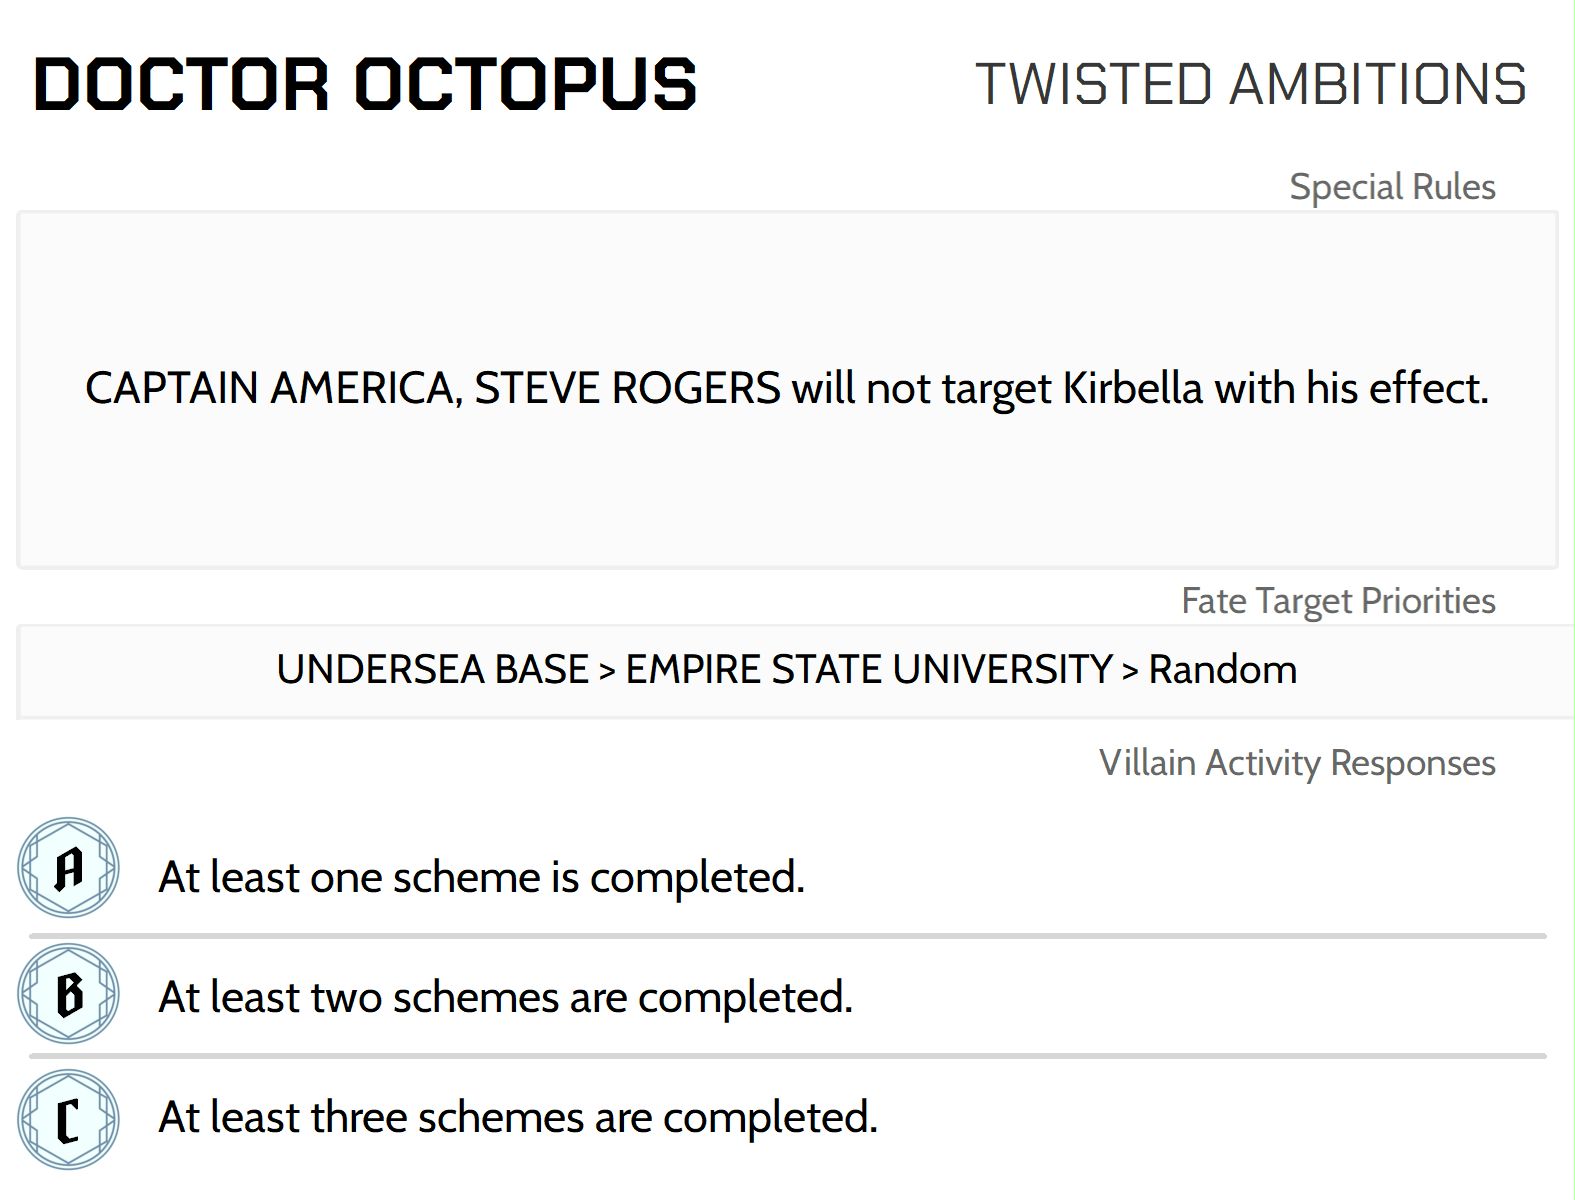 DOCTOR OCTOPUS
TWISTED AMBITIONS
Special Rules
CAPTAIN AMERICA, STEVE ROGERS will not target Kirbella with his effect.
Fate Target Priorities
UNDERSEA BASE > EMPIRE STATE UNIVERSITY > Random
Villain Activity Responses
A At least one scheme is completed.
B At least two schemes are completed.
C At least three schemes are completed.